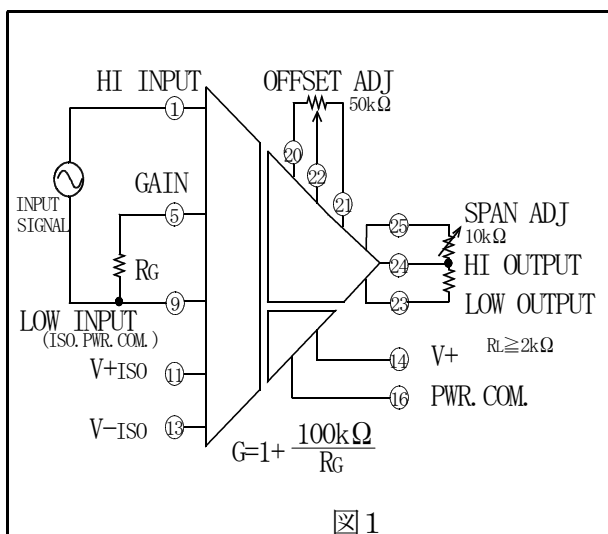 HI INPUT
①
OFFSET ADJ
50kΩ
⑳
㉒
㉑
INPUT
SIGNAL
GAIN
⑤
RG
⑨
LOW INPUT
(ISO.PWR.COM.)
V+ISO
⑪
V−ISO
⑬
㉕
SPAN ADJ
10kΩ
㉔
HI OUTPUT
㉓
LOW OUTPUT
⑭
V+
RL≧2kΩ
⑯
PWR.COM.
G=1+ 100kΩ
RG
図1